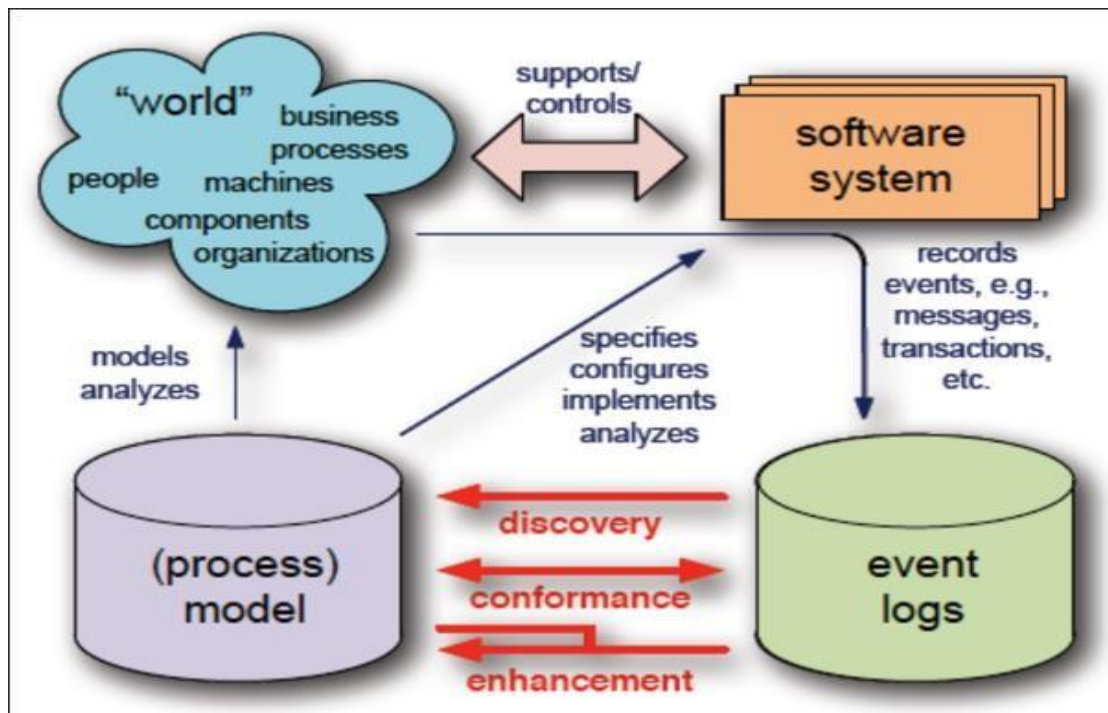 “world”
business
processes
people
machines
components
organizations
supports/
controls
software
system
records
events, e.g.,
messages,
transactions,
etc.
models
analyzes
specifies
configures
implements
analyzes
discovery
(process)
model
conformance
enhancement
event
logs